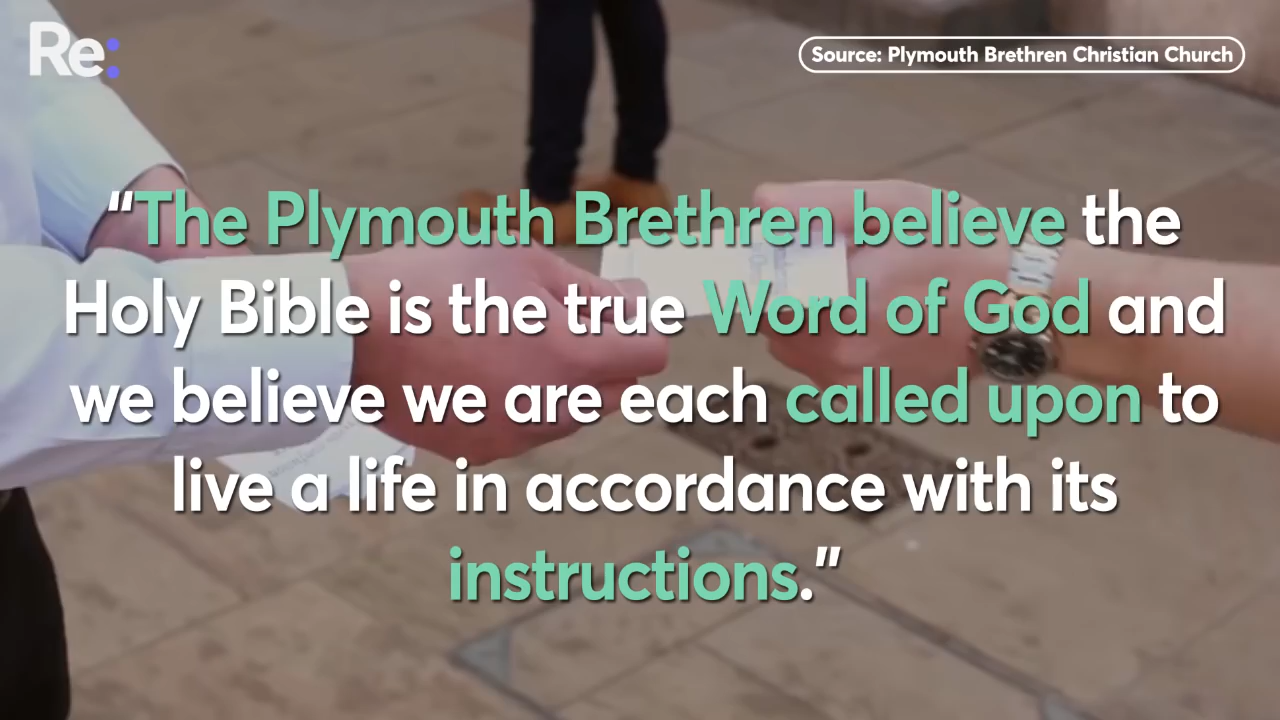 Re:
Source: Plymouth Brethren Christian Church
“The Plymouth Brethren believe the
Holy Bible is the true Word of God and
we believe we are each called upon to
live a life in accordance with its
instructions.”